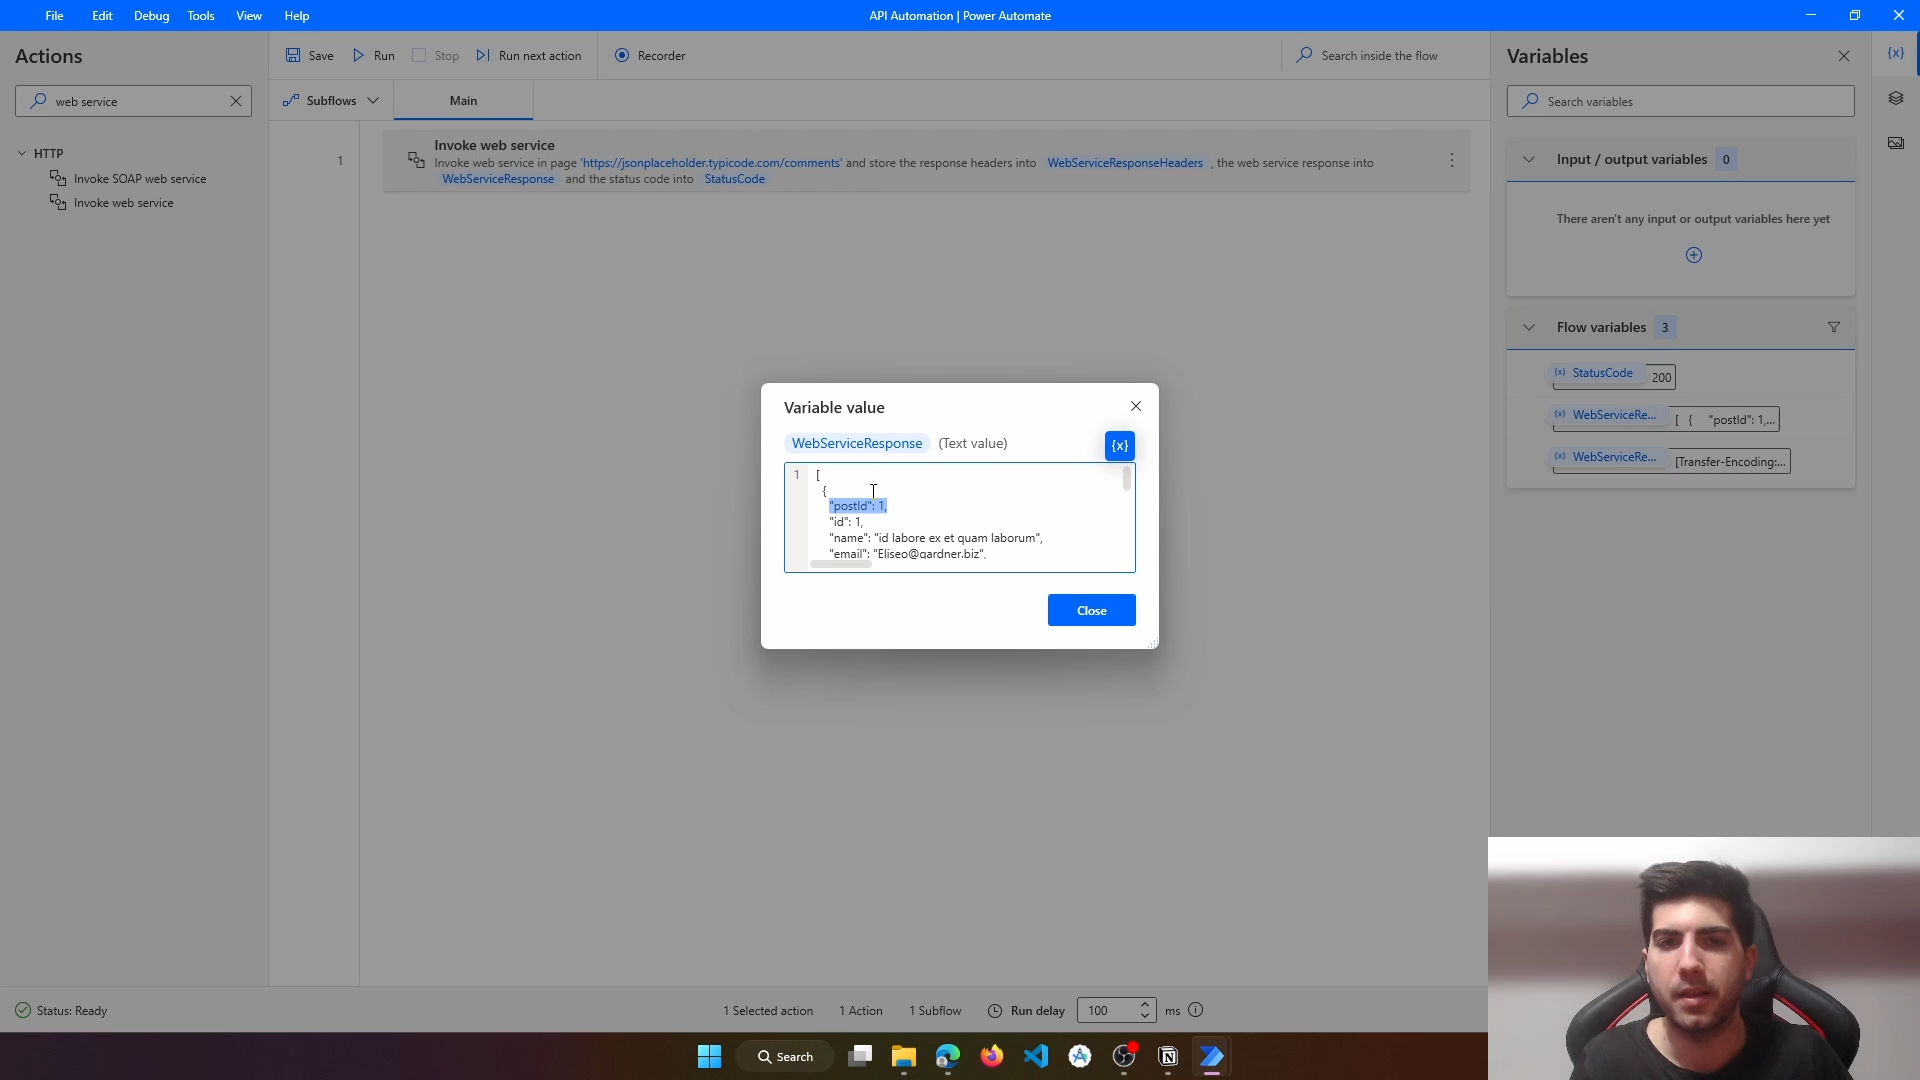 File Edit Debug Tools View Help
API Automation | Power Automate
Actions
web service
HTTP
Invoke SOAP web service
Invoke web service
Save Run Stop Run next action Recorder
Search inside the flow
Subflows Main
1
Invoke web service
Invoke web service in page 'https://jsonplaceholder.typicode.com/comments' and store the response headers into WebServiceResponseHeaders , the web service response into
WebServiceResponse and the status code into StatusCode
Variable value
WebServiceResponse (Text value)
{x}
1 [
{
"postId": 1,
"id": 1,
"name": "id labore ex et quam laborum",
"email": "Eliseo@gardner.biz",
Close
Variables
{x}
Search variables
Input / output variables 0
There aren't any input or output variables here yet
Flow variables 3
{x} StatusCode 200
{x} WebServiceRe... [ { "postId": 1,...
{x} WebServiceRe... [Transfer-Encoding:...
Status: Ready
1 Selected action 1 Action 1 Subflow Run delay 100 ms
Search